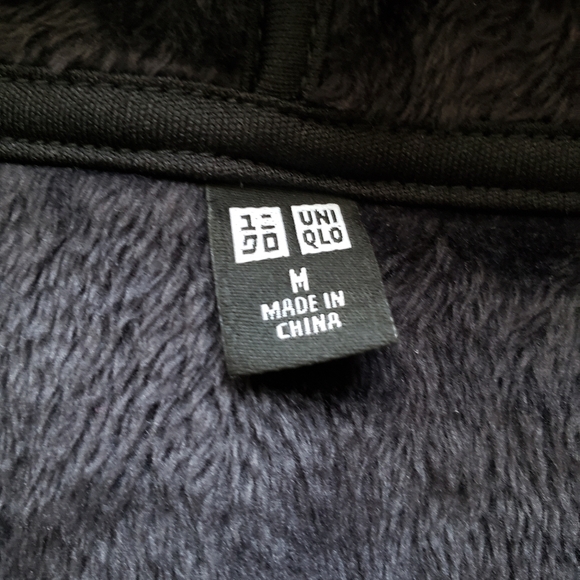 ユニ UNI
クロ QLO
M
MADE IN
CHINA